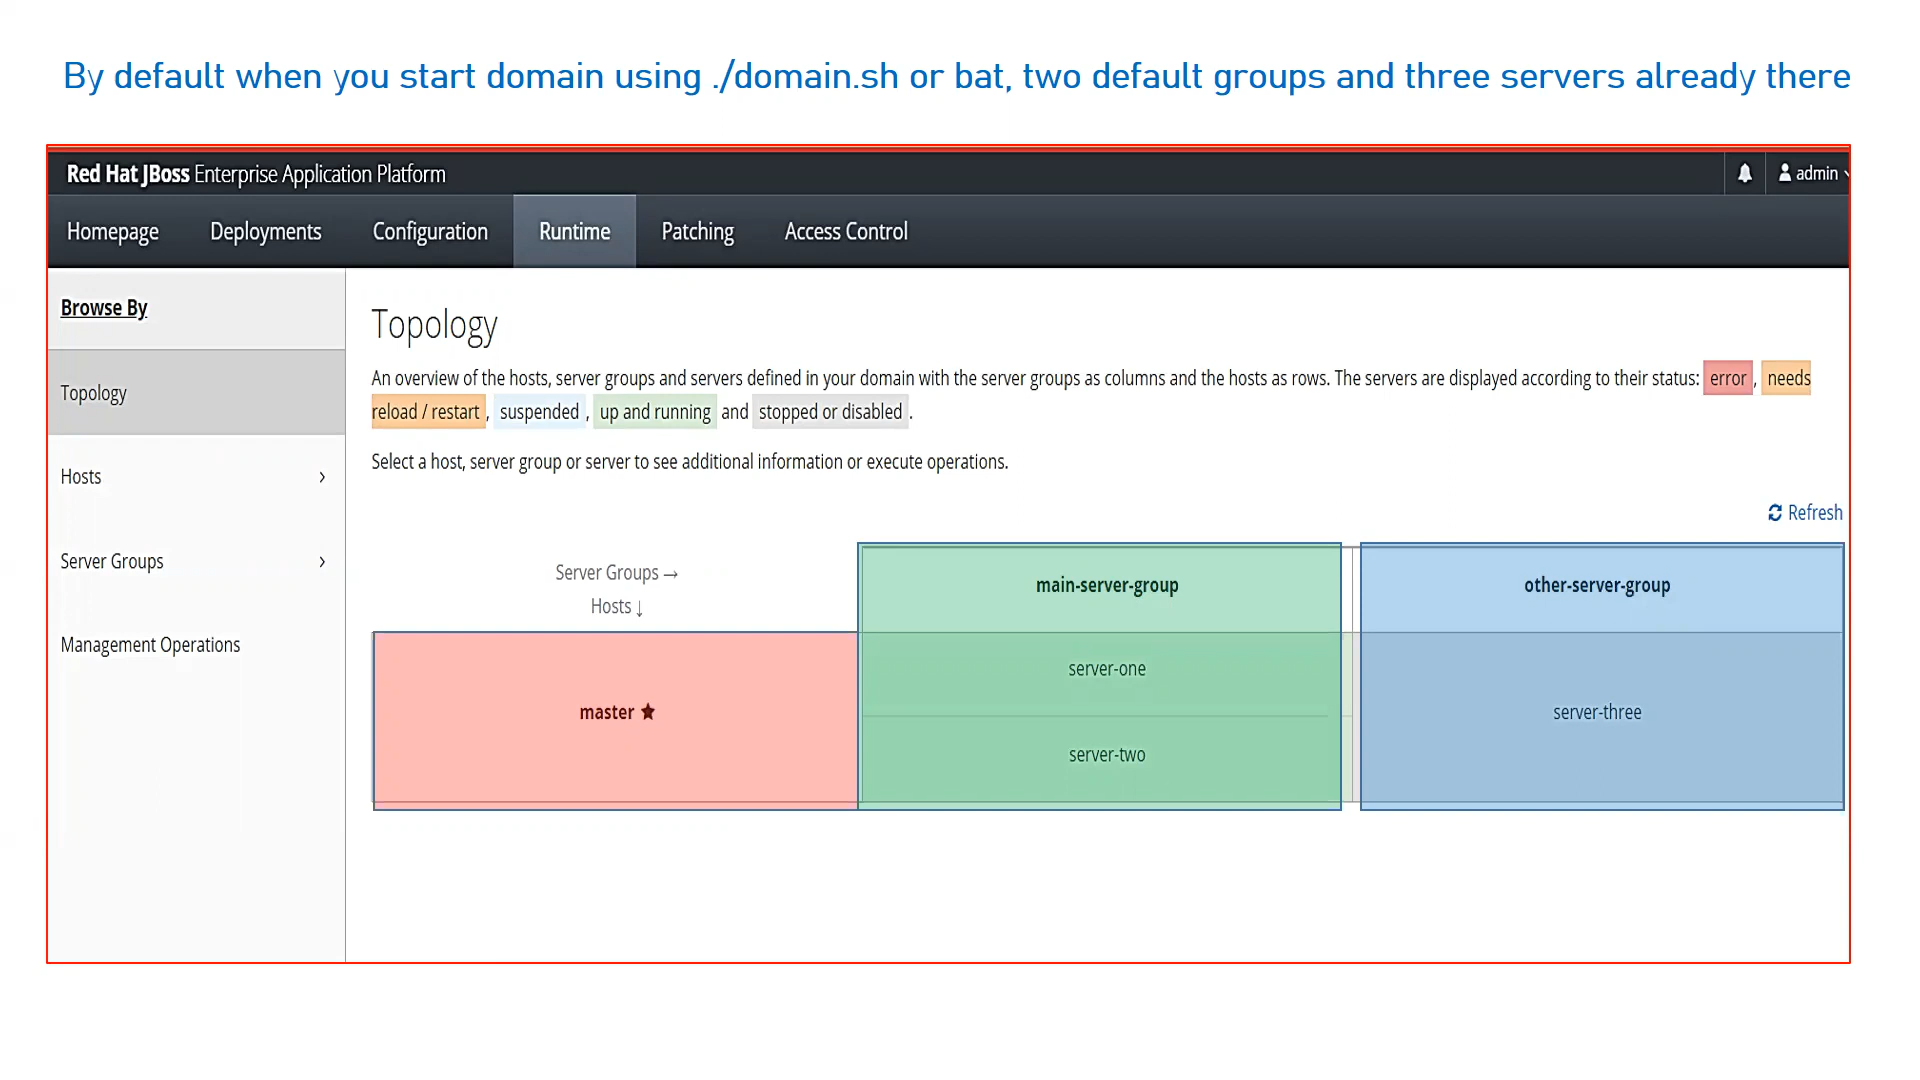 By default when you start domain using ./domain.sh or bat, two default groups and three servers already there
Red Hat JBoss Enterprise Application Platform
admin
Homepage Deployments Configuration Runtime Patching Access Control
Browse By
Topology
Hosts
Server Groups
Management Operations
Topology
An overview of the hosts, server groups and servers defined in your domain with the server groups as columns and the hosts as rows. The servers are displayed according to their status: error , needs
reload / restart , suspended , up and running and stopped or disabled .
Select a host, server group or server to see additional information or execute operations.
Refresh
Server Groups →
Hosts ↓
main-server-group
other-server-group
master ★
server-one
server-two
server-three